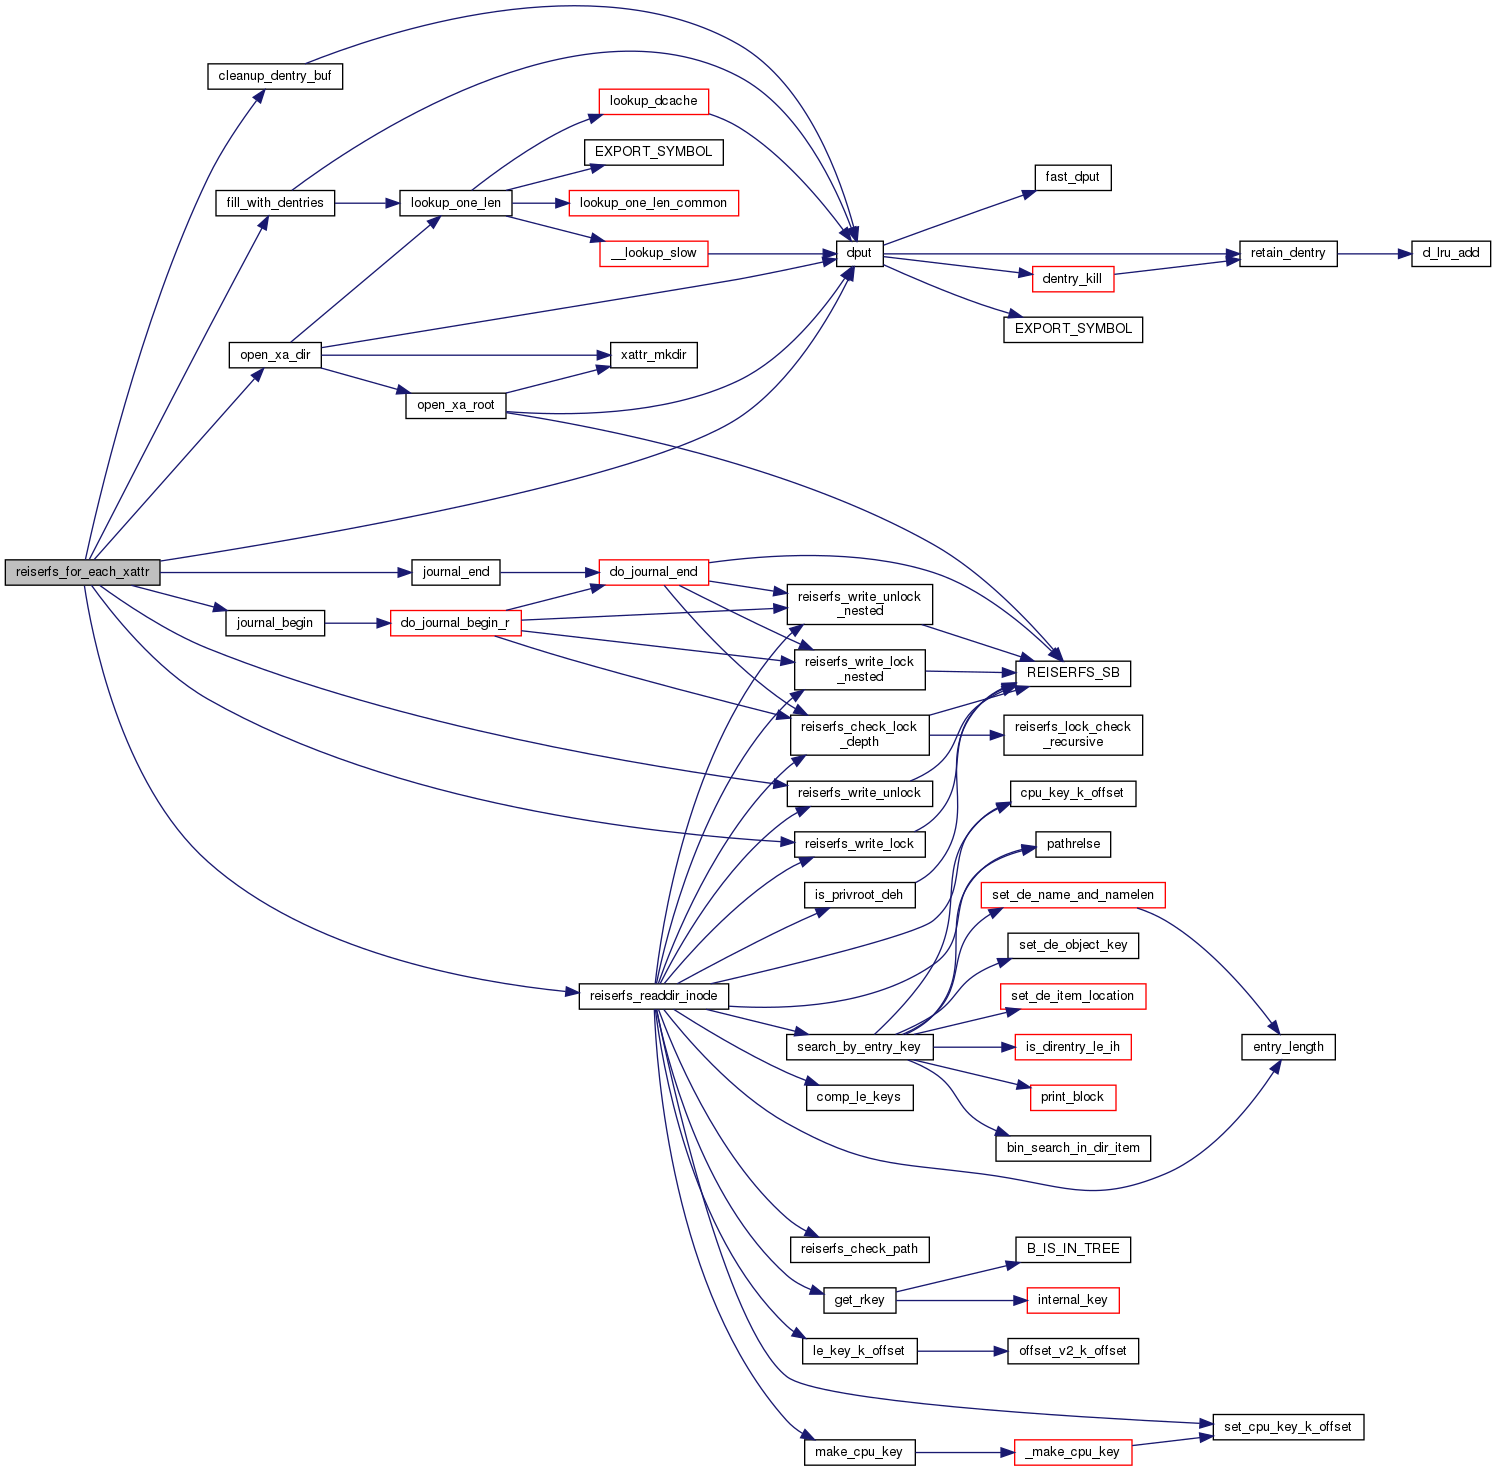 cleanup_dentry_buf
lookup_dcache
EXPORT_SYMBOL
fast_dput
fill_with_dentries
lookup_one_len
lookup_one_len_common
__lookup_slow
dput
retain_dentry
d_lru_add
dentry_kill
EXPORT_SYMBOL
open_xa_dir
xattr_mkdir
open_xa_root
reiserfs_for_each_xattr
journal_end
do_journal_end
reiserfs_write_unlock
_nested
journal_begin
do_journal_begin_r
reiserfs_write_lock
_nested
REISERFS_SB
reiserfs_check_lock
_depth
reiserfs_lock_check
_recursive
reiserfs_write_unlock
cpu_key_k_offset
reiserfs_write_lock
pathrelse
is_privroot_deh
set_de_name_and_namelen
set_de_object_key
reiserfs_readdir_inode
set_de_item_location
search_by_entry_key
is_direntry_le_ih
entry_length
comp_le_keys
print_block
bin_search_in_dir_item
reiserfs_check_path
B_IS_IN_TREE
get_rkey
internal_key
le_key_k_offset
offset_v2_k_offset
set_cpu_key_k_offset
make_cpu_key
_make_cpu_key